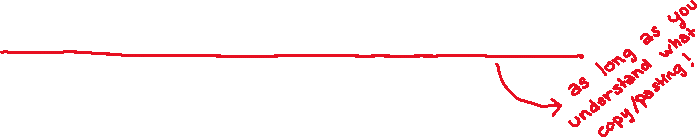 as long as you
understand what
copy/pasting!